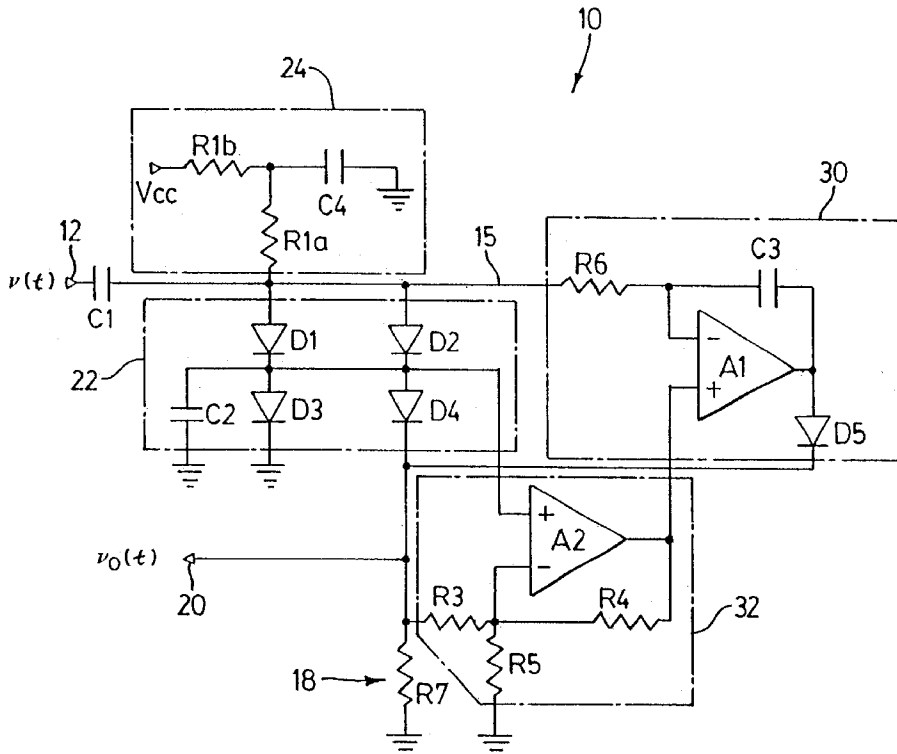 10
24
R1b
Vcc
C4
R1a
30
12
15
R6
C3
ν(t)
C1
D1
D2
A1
-
+
22
C2
D3
D4
D5
+
A2
-
ν₀(t)
20
R3
R4
32
18
R7
R5